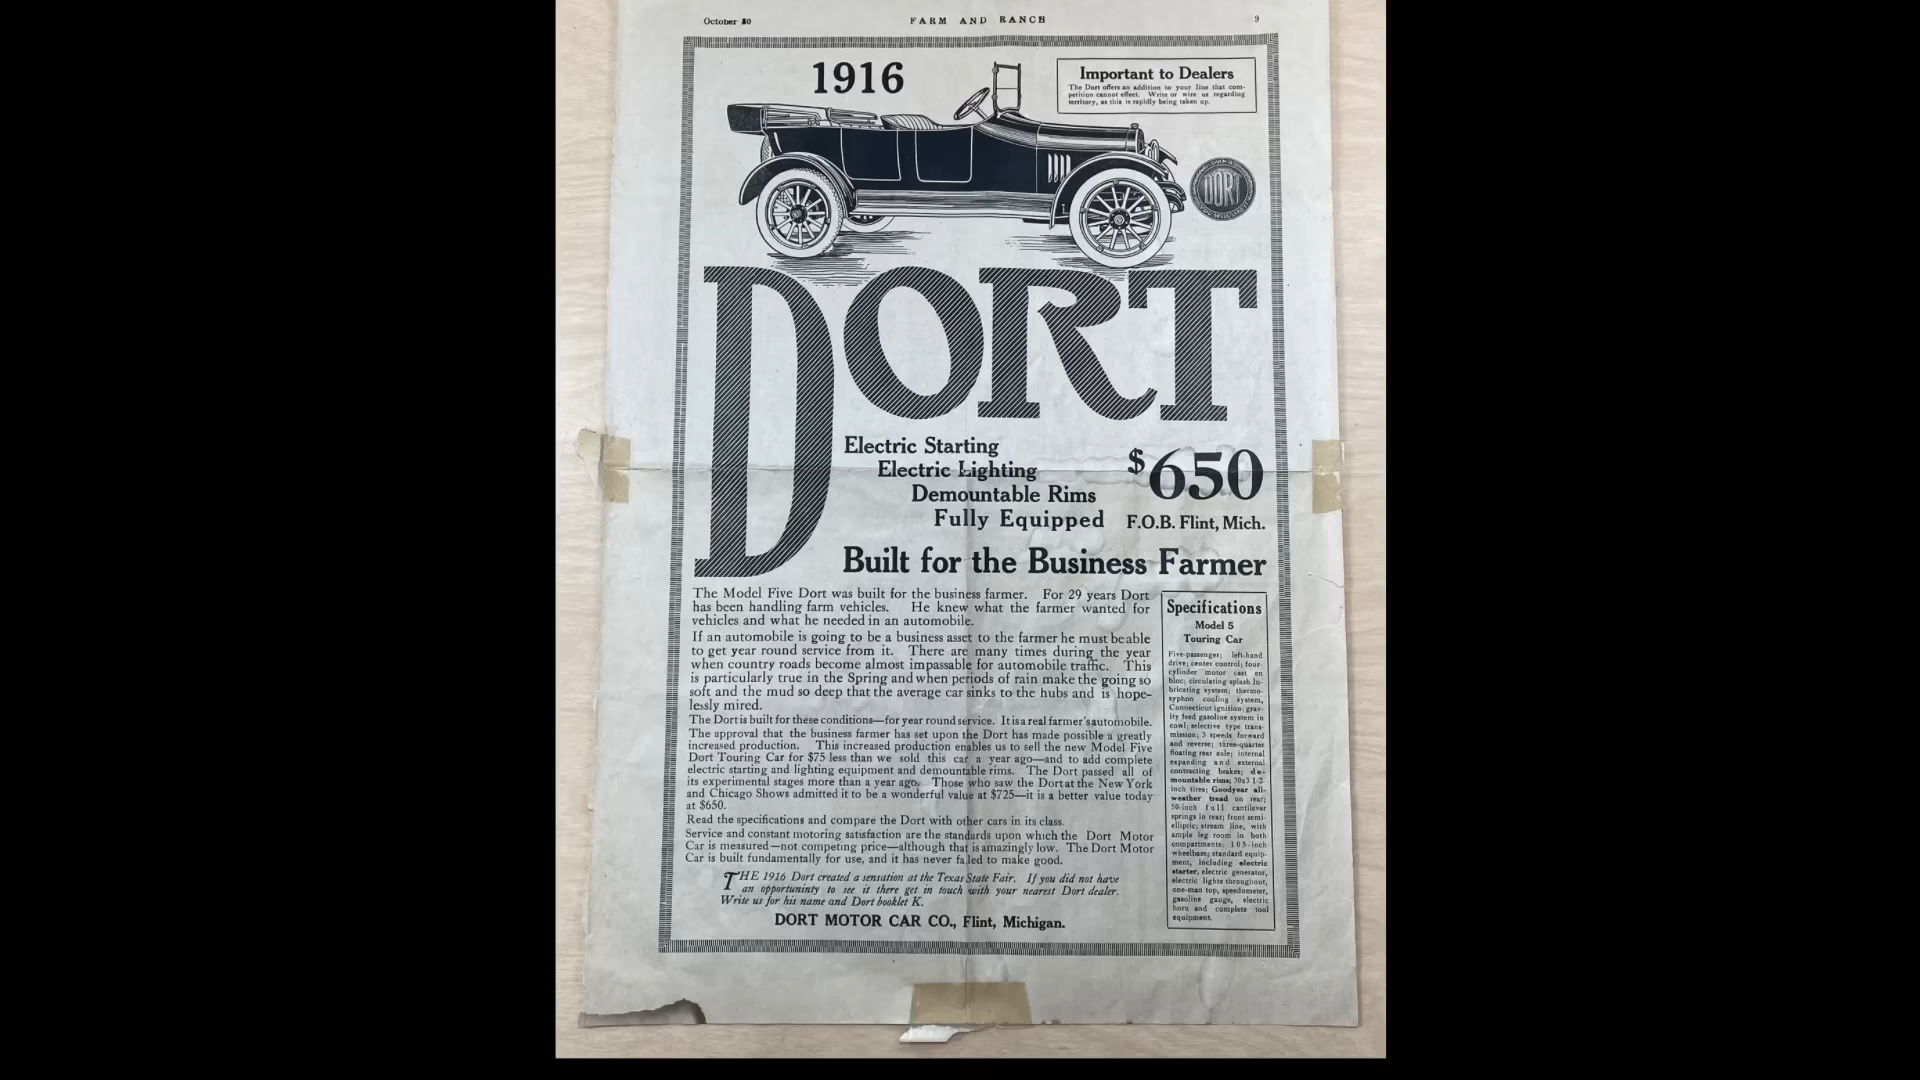 October 30
FARM AND RANCH
9
1916
Important to Dealers
The Dort offers an addition to your line that com-
petition cannot effect. Write or wire us regarding
territory, as this is rapidly being taken up.
OWN A
DORT
YOU WILL LIKE IT
DORT
Electric Starting
Electric Lighting
Demountable Rims
Fully Equipped
$650
F.O.B. Flint, Mich.
Built for the Business Farmer
The Model Five Dort was built for the business farmer. For 29 years Dort
has been handling farm vehicles. He knew what the farmer wanted for
vehicles and what he needed in an automobile.
If an automobile is going to be a business asset to the farmer he must be able
to get year round service from it. There are many times during the year
when country roads become almost impassable for automobile traffic. This
is particularly true in the Spring and when periods of rain make the going so
soft and the mud so deep that the average car sinks to the hubs and is hope-
lessly mired.
The Dort is built for these conditions—for year round service. It is a real farmer's automobile.
The approval that the business farmer has set upon the Dort has made possible a greatly
increased production. This increased production enables us to sell the new Model Five
Dort Touring Car for $75 less than we sold this car a year ago—and to add complete
electric starting and lighting equipment and demountable rims. The Dort passed all of
its experimental stages more than a year ago. Those who saw the Dort at the New York
and Chicago Shows admitted it to be a wonderful value at $725—it is a better value today
at $650.
Read the specifications and compare the Dort with other cars in its class.
Service and constant motoring satisfaction are the standards upon which the Dort Motor
Car is measured—not competing price—although that is amazingly low. The Dort Motor
Car is built fundamentally for use, and it has never failed to make good.
THE 1916 Dort created a sensation at the Texas State Fair. If you did not have
an opportuninty to see it there get in touch with your nearest Dort dealer.
Write us for his name and Dort booklet K.
DORT MOTOR CAR CO., Flint, Michigan.
Specifications
Model 5
Touring Car
Five-passenger; left-hand
drive; center control; four-
cylinder motor cast en
bloc; circulating splash lu-
bricating system; thermo-
syphon cooling system,
Connecticut ignition; grav-
ity feed gasoline system in
cowl; selective type trans-
mission; 3 speeds forward
and reverse; three-quarter
floating rear axle; internal
expanding and external
contracting brakes; de-
mountable rims; 30x3 1-2-
inch tires; Goodyear all-
weather tread on rear;
50-inch full cantilever
springs in rear; front semi-
elliptic; stream line, with
ample leg room in both
compartments; 105-inch
wheelbase; standard equip-
ment, including electric
starter, electric generator,
electric lights throughout,
one-man top, speedometer,
gasoline gauge, electric
horn and complete tool
equipment.